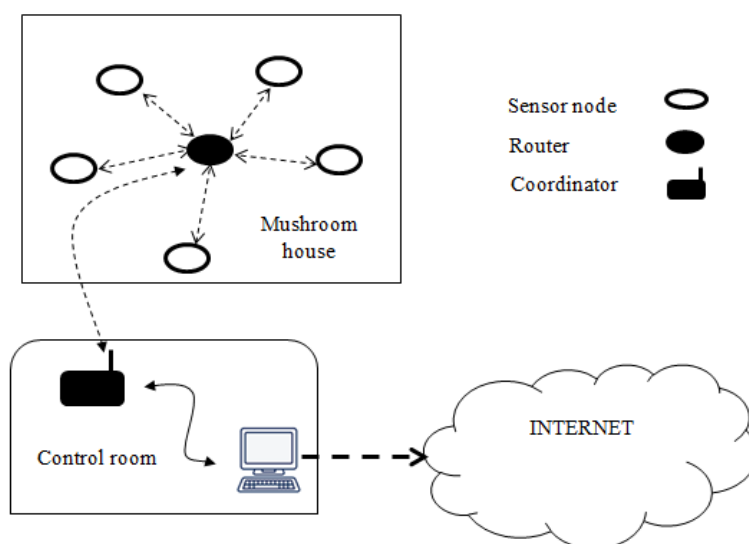 Sensor node
Router
Coordinator
Mushroom
house
Control room
INTERNET